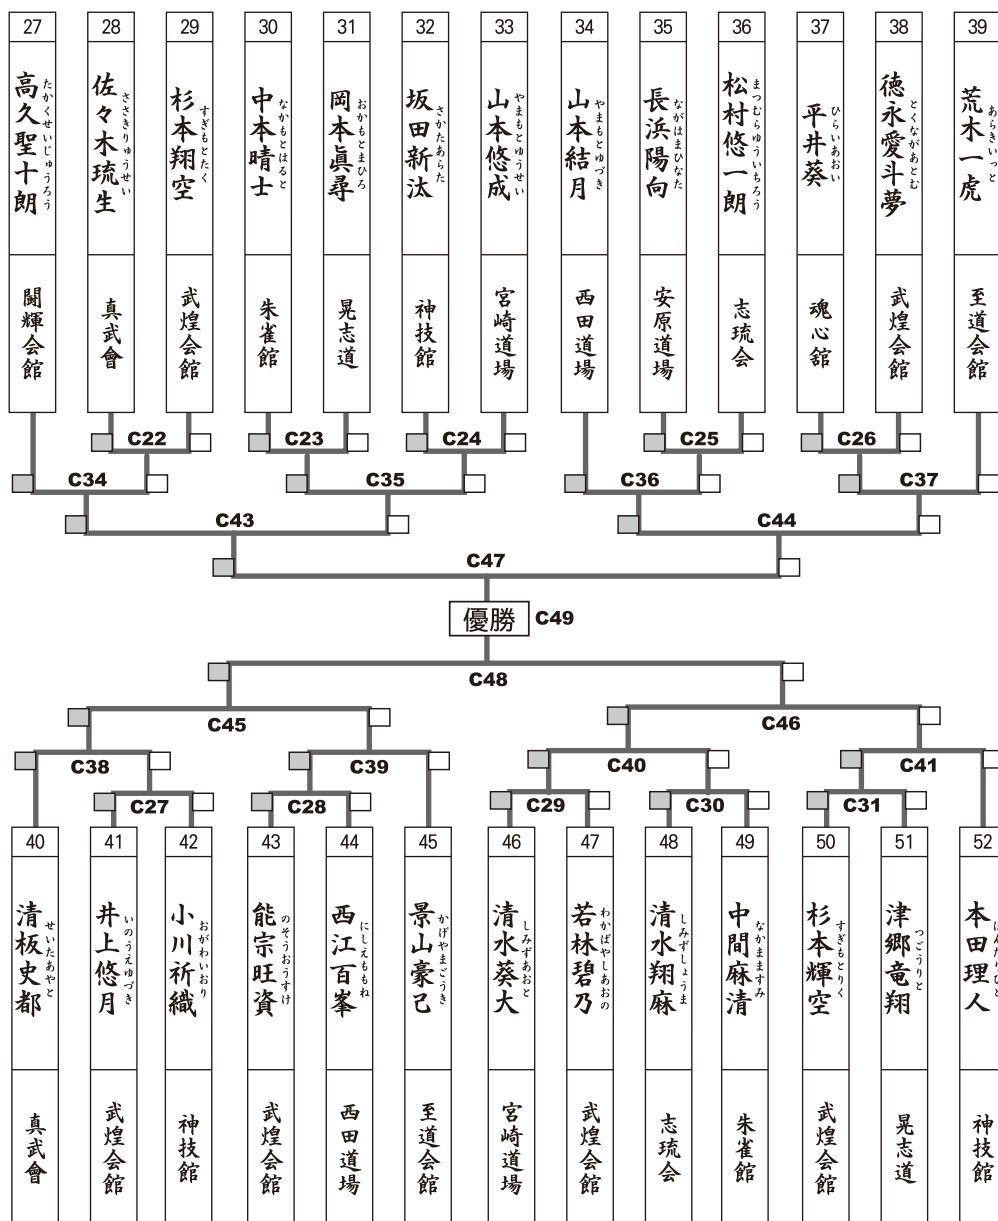 27 28 29 30 31 32 33 34 35 36 37 38 39
高久聖十朗 たかくせいじゅうろう
佐々木琉生 ささきりゅうせい
杉本翔空 すぎもとたく
中本晴士 なかもとはると
岡本眞尋 おかもとまひろ
坂田新汰 さかたあらた
山本悠成 やまもとゆうせい
山本結月 やまもとゆづき
長浜陽向 ながはまひなた
松村悠一朗 まつむらゆういちろう
平井葵 ひらいあおい
徳永愛斗夢 とくながあとむ
荒木一虎 あらきいっと
闘輝会館
真武會
武煌会館
朱雀館
晃志道
神技館
宮崎道場
西田道場
安原道場
志琉会
魂心舘
武煌会館
至道会館
C22 C23 C24 C25 C26
C34 C35 C36 C37
C43 C44
C47
優勝 C49
C48
C45 C46
C38 C39 C40 C41
C27 C28 C29 C30 C31
40 41 42 43 44 45 46 47 48 49 50 51 52
清板史都 せいたあやと
井上悠月 いのうえゆづき
小川祈織 おがわいおり
能宗旺資 のそうおうすけ
西江百峯 にしえももね
景山豪己 かげやまごうき
清水葵大 しみずあおと
若林碧乃 わかばやしあおの
清水翔麻 しみずしょうま
中間麻清 なかまますみ
杉本輝空 すぎもとりく
津郷竜翔 つごうりと
本田理人 ほんだりひと
真武會
武煌会館
神技館
武煌会館
西田道場
至道会館
宮崎道場
武煌会館
志琉会
朱雀館
武煌会館
晃志道
神技館